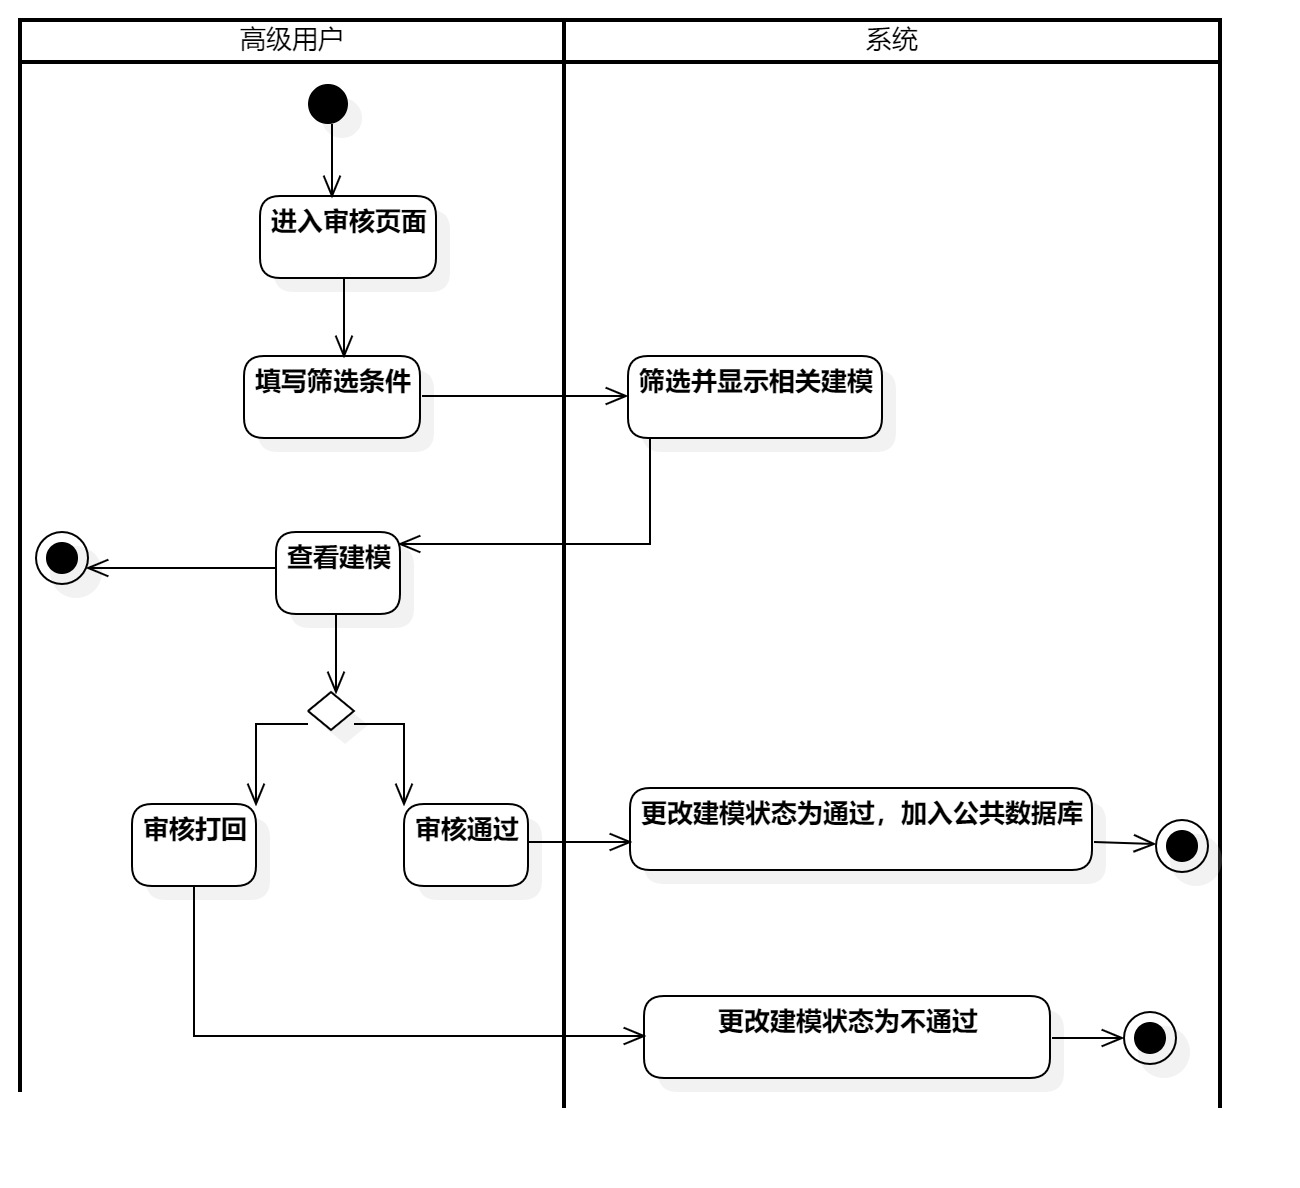 高级用户
系统
进入审核页面
填写筛选条件
筛选并显示相关建模
查看建模
审核打回
审核通过
更改建模状态为通过，加入公共数据库
更改建模状态为不通过